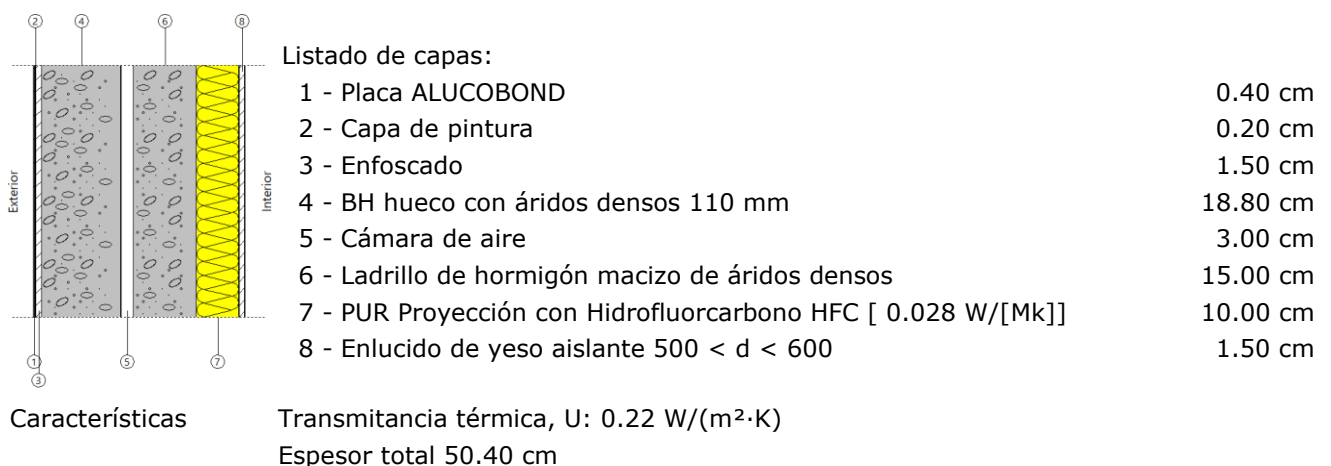 2 4 6 8
Listado de capas:
1 - Placa ALUCOBOND 0.40 cm
2 - Capa de pintura 0.20 cm
3 - Enfoscado 1.50 cm
4 - BH hueco con áridos densos 110 mm 18.80 cm
5 - Cámara de aire 3.00 cm
6 - Ladrillo de hormigón macizo de áridos densos 15.00 cm
7 - PUR Proyección con Hidrofluorcarbono HFC [ 0.028 W/[Mk]] 10.00 cm
8 - Enlucido de yeso aislante 500 < d < 600 1.50 cm
Exterior
Interior
1 5 7
3
Características Transmitancia térmica, U: 0.22 W/(m²·K)
Espesor total 50.40 cm